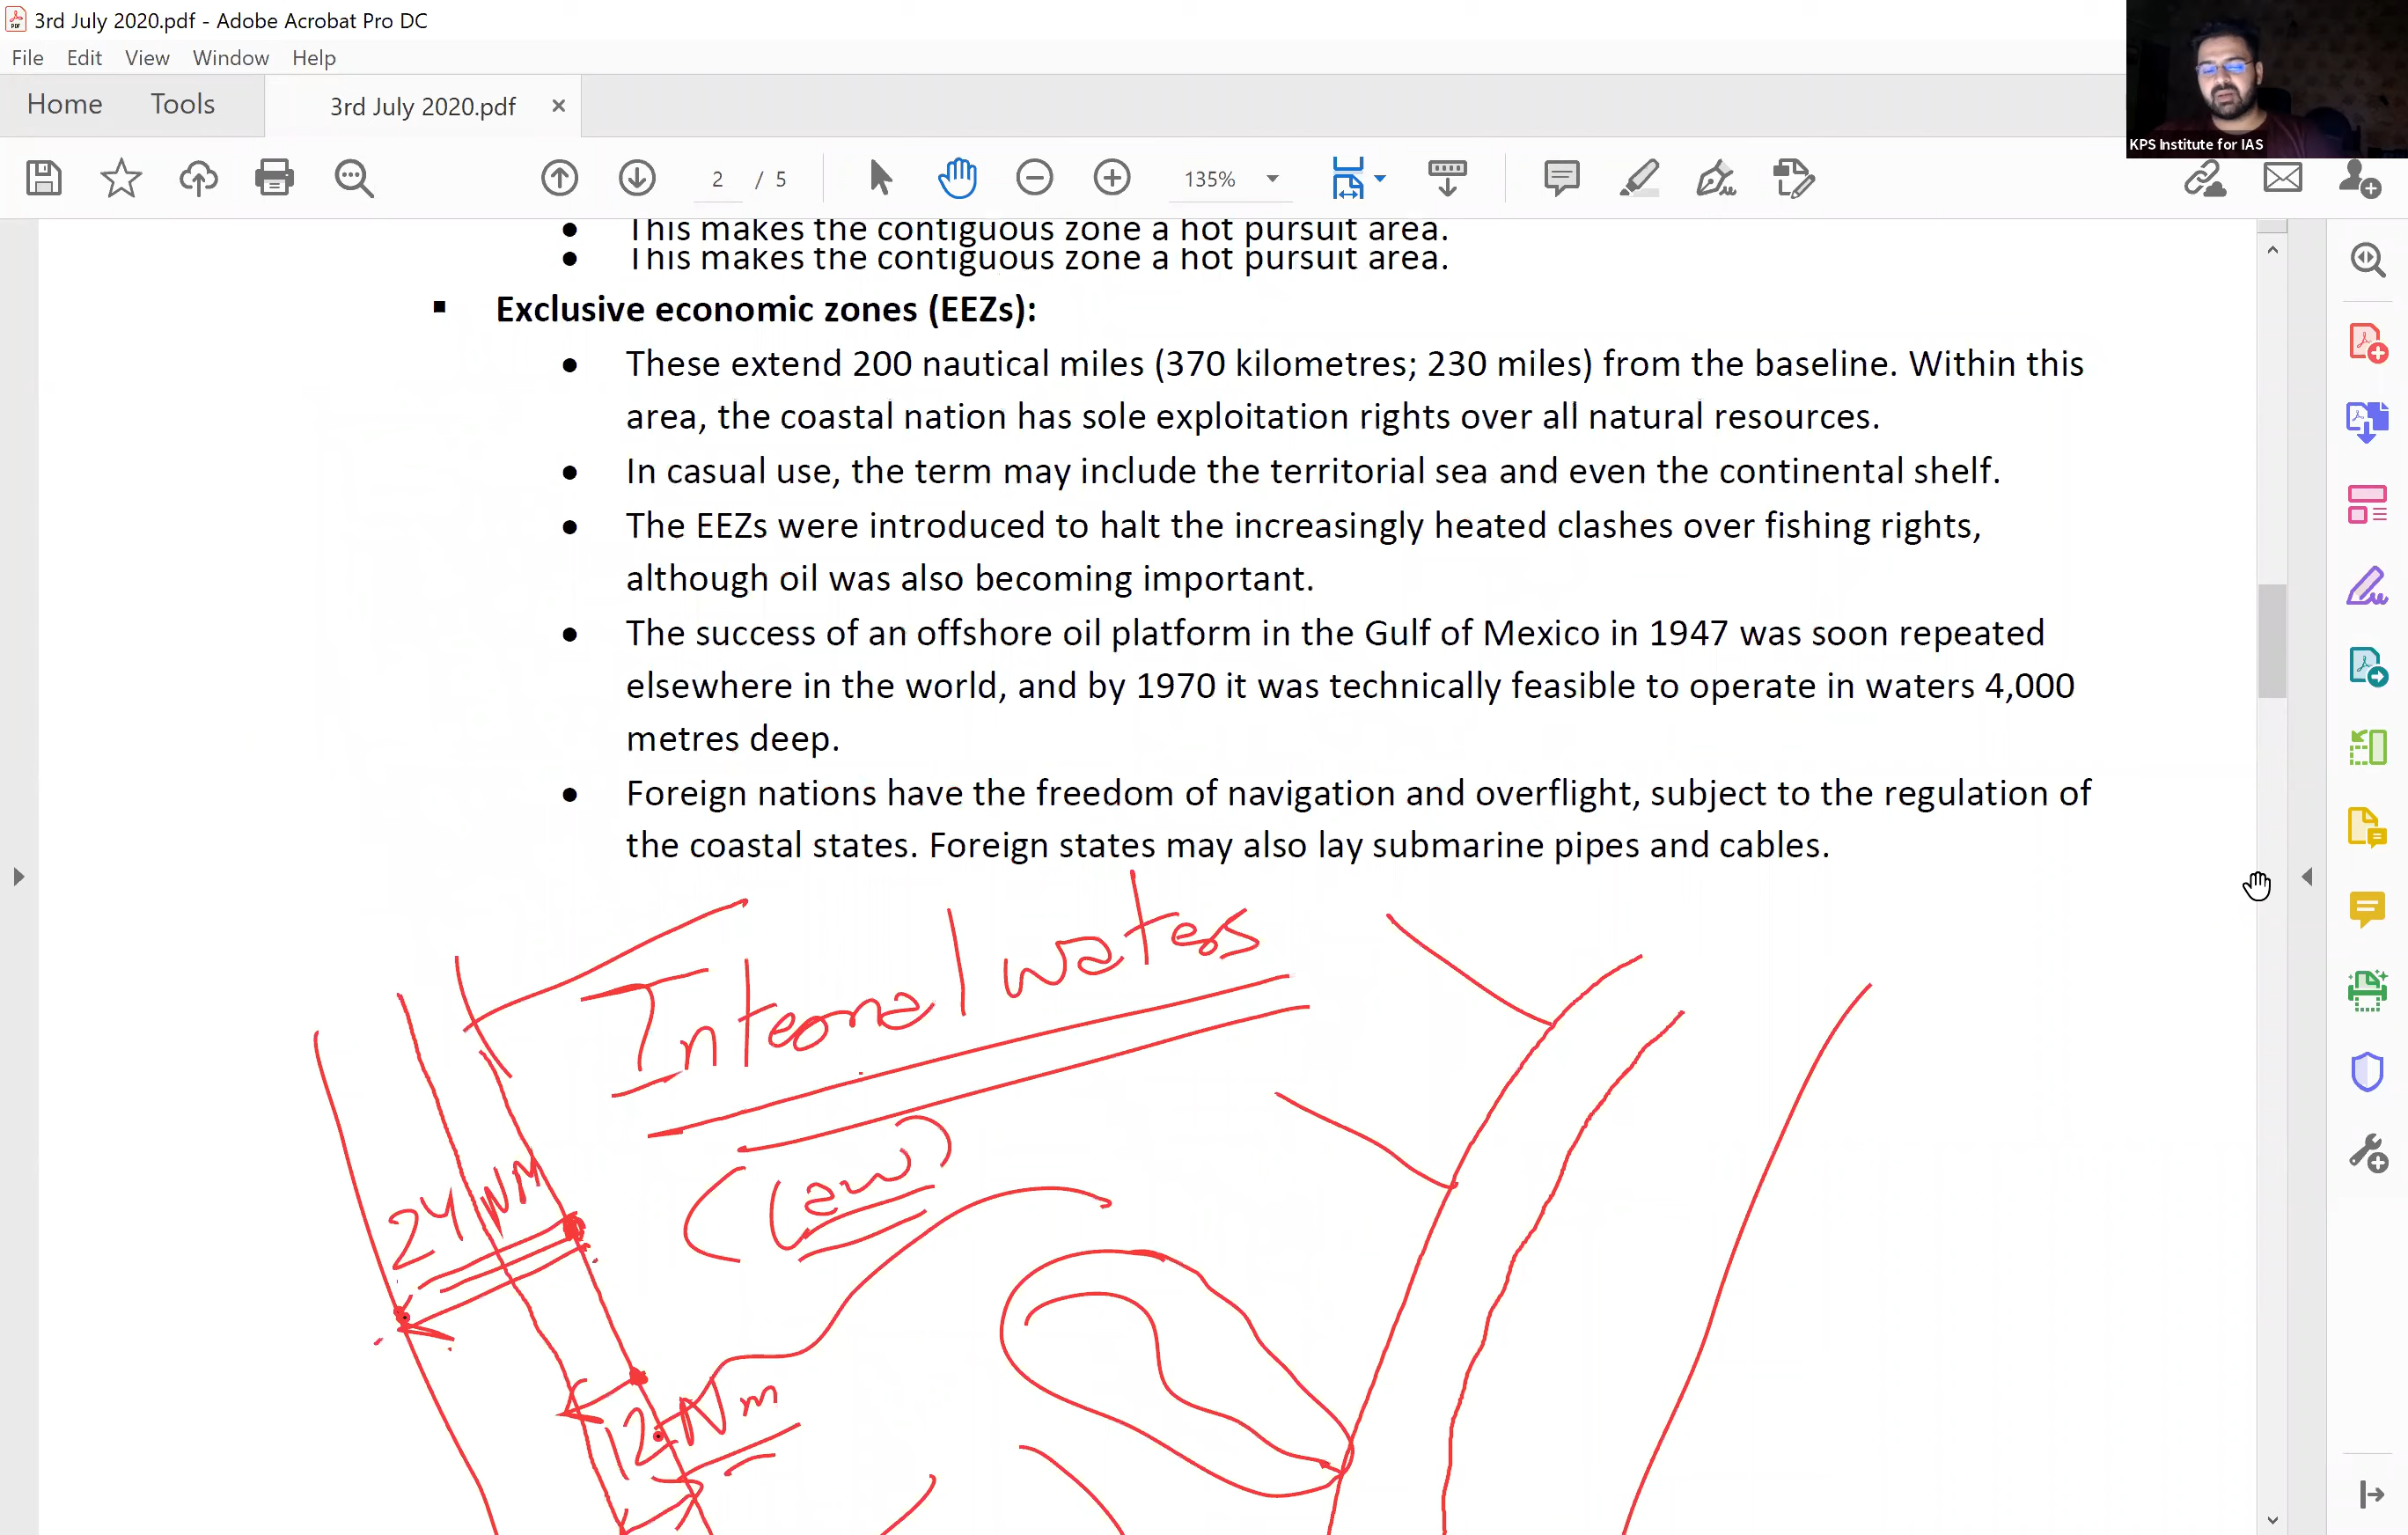 3rd July 2020.pdf - Adobe Acrobat Pro DC
File Edit View Window Help
Home Tools 3rd July 2020.pdf ×
2 / 5 135%
KPS Institute for IAS
• This makes the contiguous zone a hot pursuit area.
• This makes the contiguous zone a hot pursuit area.
▪ Exclusive economic zones (EEZs):
• These extend 200 nautical miles (370 kilometres; 230 miles) from the baseline. Within this
area, the coastal nation has sole exploitation rights over all natural resources.
• In casual use, the term may include the territorial sea and even the continental shelf.
• The EEZs were introduced to halt the increasingly heated clashes over fishing rights,
although oil was also becoming important.
• The success of an offshore oil platform in the Gulf of Mexico in 1947 was soon repeated
elsewhere in the world, and by 1970 it was technically feasible to operate in waters 4,000
metres deep.
• Foreign nations have the freedom of navigation and overflight, subject to the regulation of
the coastal states. Foreign states may also lay submarine pipes and cables.
Internal waters
(Law)
24 NM
12 Nm